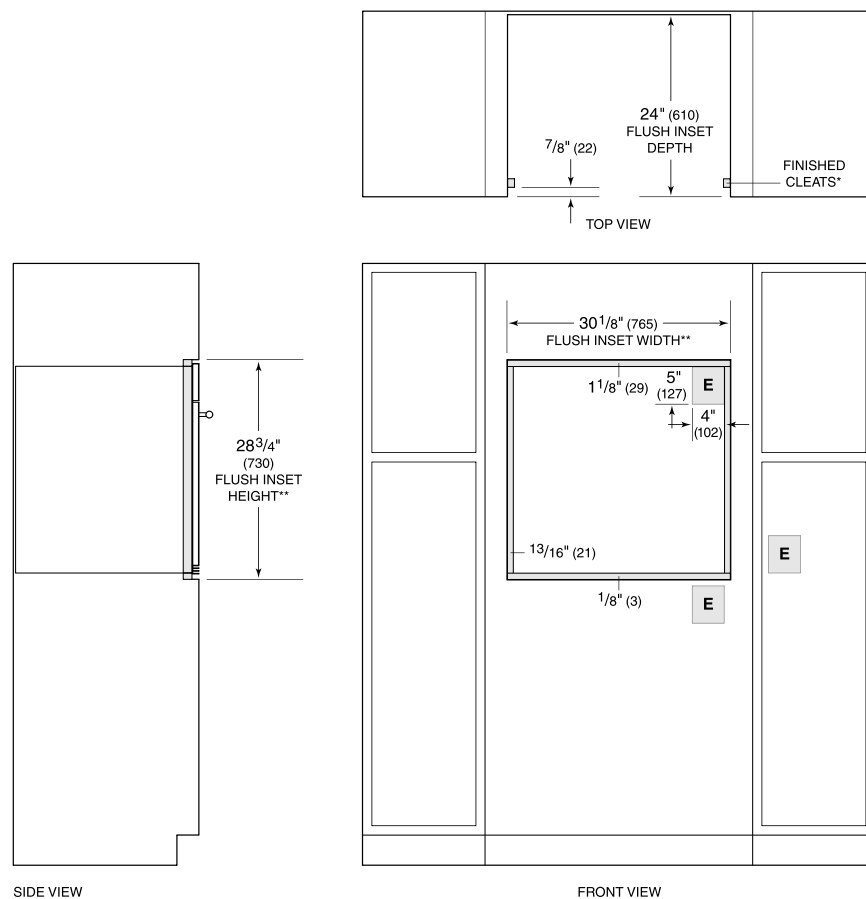 24" (610)
FLUSH INSET
DEPTH
7/8" (22)
FINISHED
CLEATS*
TOP VIEW
30 1/8" (765)
FLUSH INSET WIDTH**
1 1/8" (29)
5"
(127)
E
4"
(102)
28 3/4"
(730)
FLUSH INSET
HEIGHT**
13/16" (21)
E
1/8" (3)
E
SIDE VIEW
FRONT VIEW